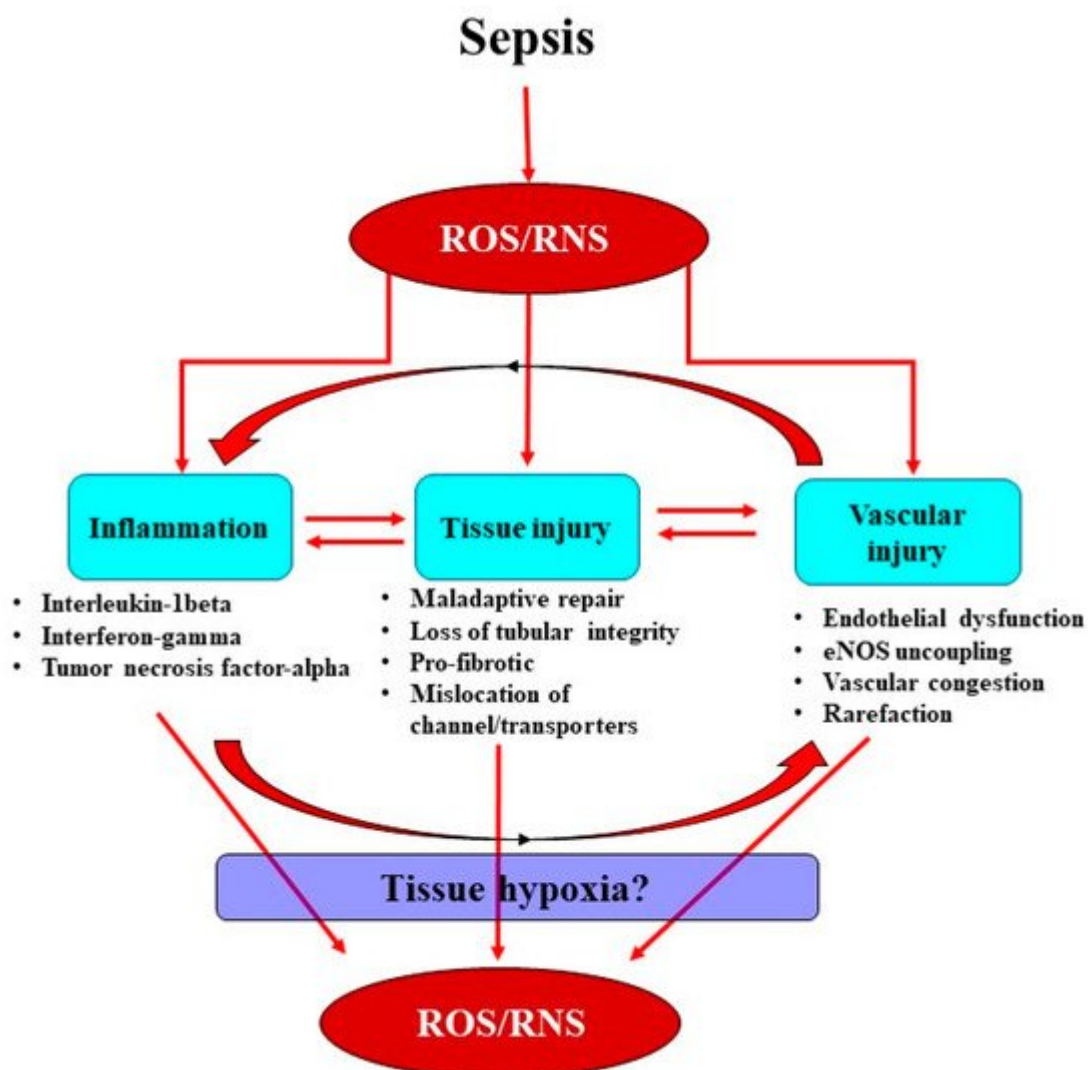 Sepsis
ROS/RNS
Inflammation
• Interleukin-1beta
• Interferon-gamma
• Tumor necrosis factor-alpha
Tissue injury
• Maladaptive repair
• Loss of tubular integrity
• Pro-fibrotic
• Mislocation of
channel/transporters
Vascular
injury
• Endothelial dysfunction
• eNOS uncoupling
• Vascular congestion
• Rarefaction
Tissue hypoxia?
ROS/RNS